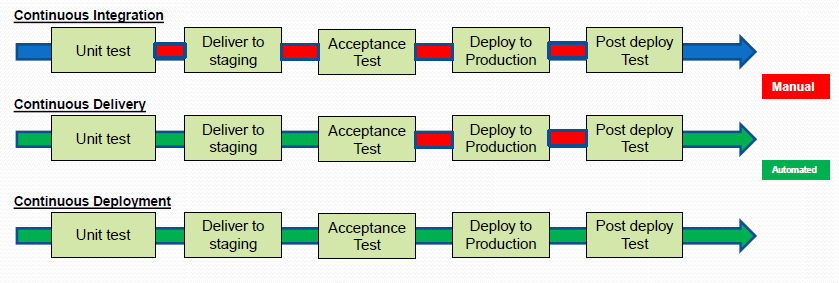 Continuous Integration
Unit test
Deliver to
staging
Acceptance
Test
Deploy to
Production
Post deploy
Test
Manual
Continuous Delivery
Unit test
Deliver to
staging
Acceptance
Test
Deploy to
Production
Post deploy
Test
Automated
Continuous Deployment
Unit test
Deliver to
staging
Acceptance
Test
Deploy to
Production
Post deploy
Test